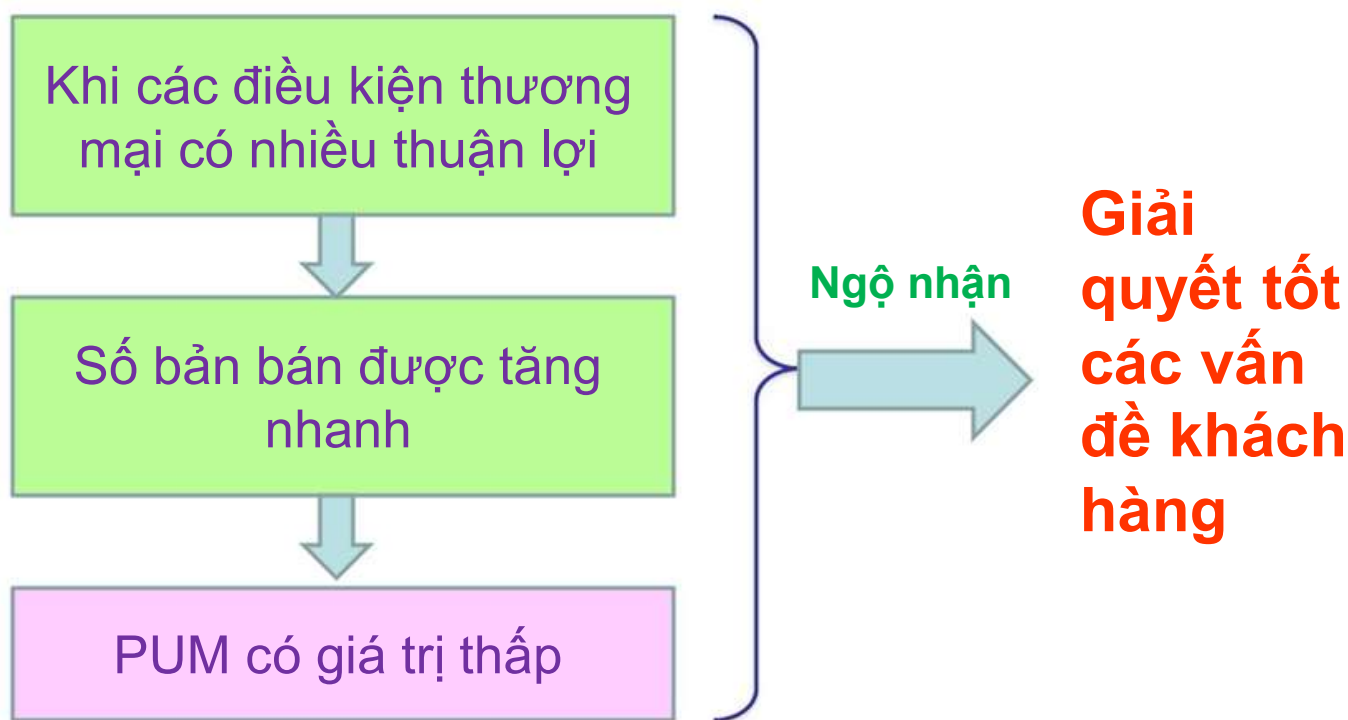 Khi các điều kiện thương
mại có nhiều thuận lợi
Số bản bán được tăng
nhanh
PUM có giá trị thấp
Ngộ nhận
Giải
quyết tốt
các vấn
đề khách
hàng